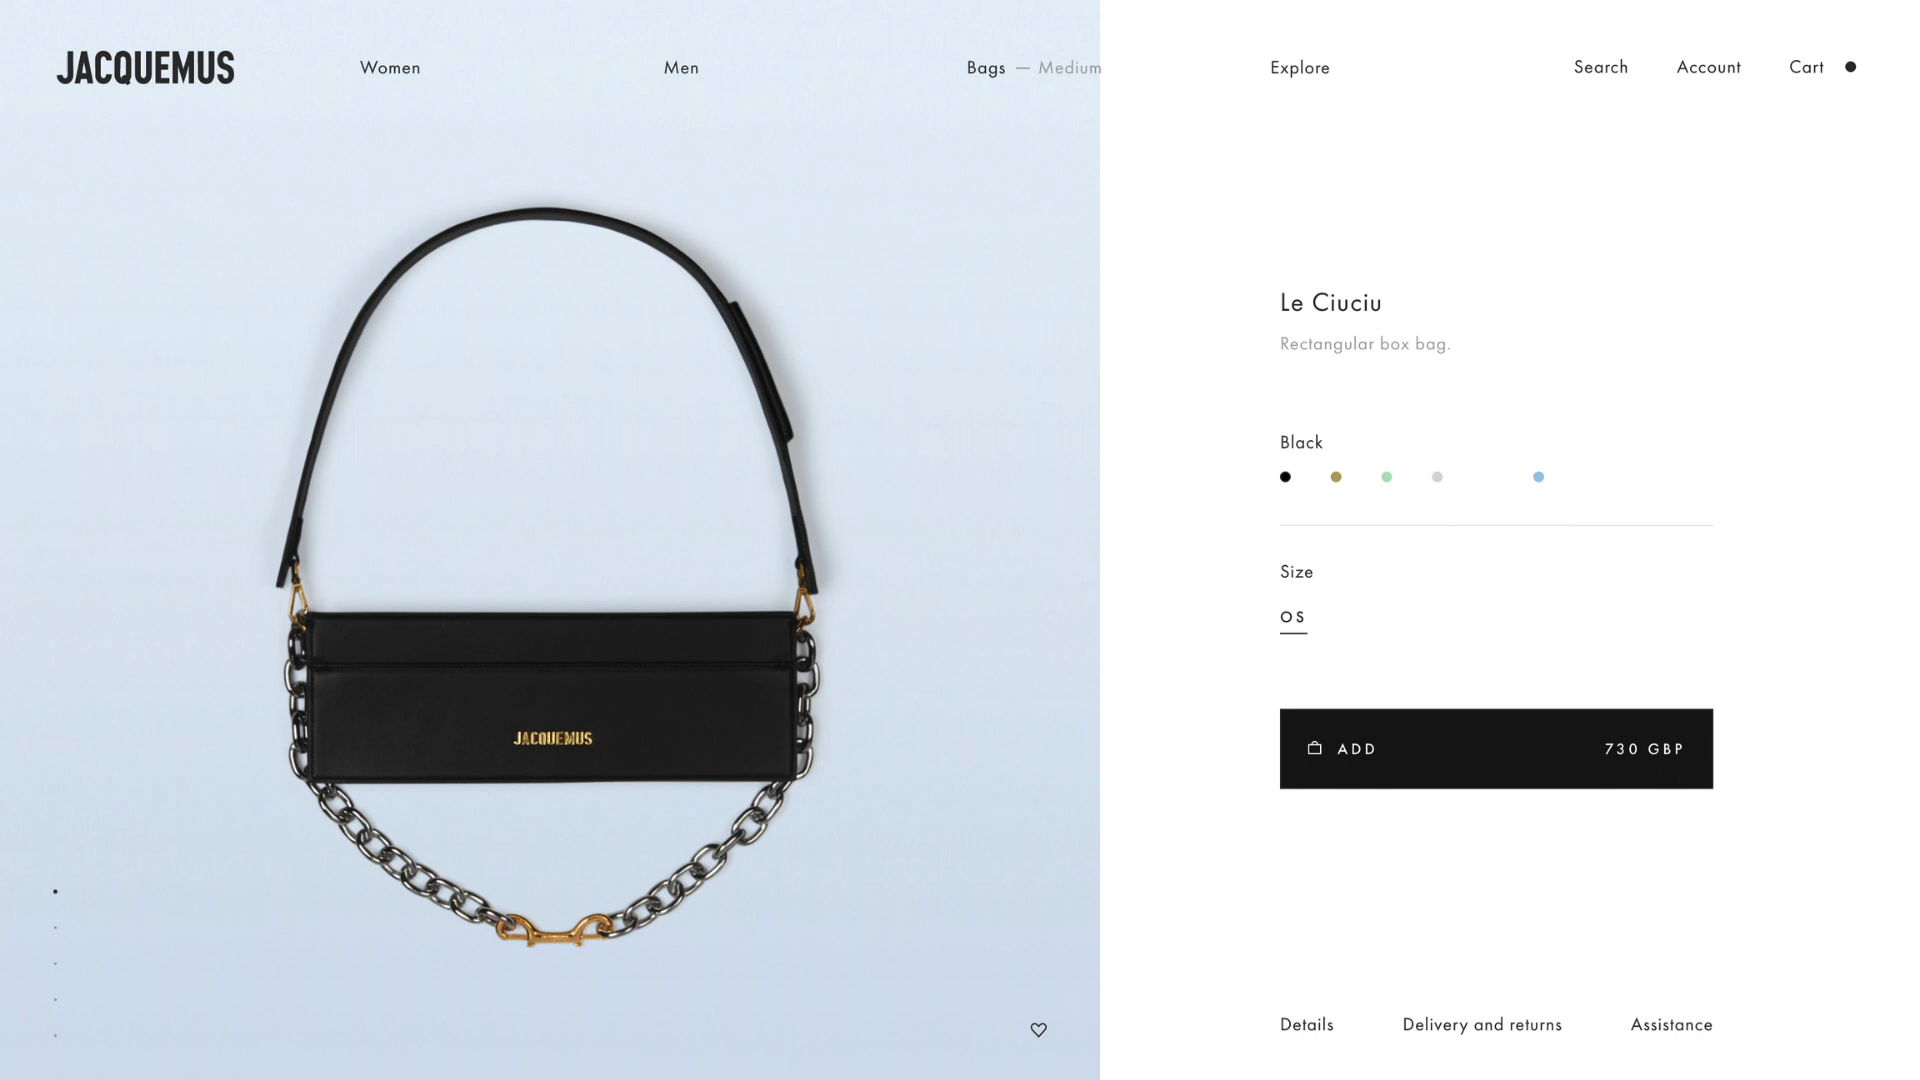 JACQUEMUS
Women
Men
Bags — Medium
Explore
Search
Account
Cart
JACQUEMUS
Le Ciuciu
Rectangular box bag.
Black
Size
OS
ADD 730 GBP
Details
Delivery and returns
Assistance